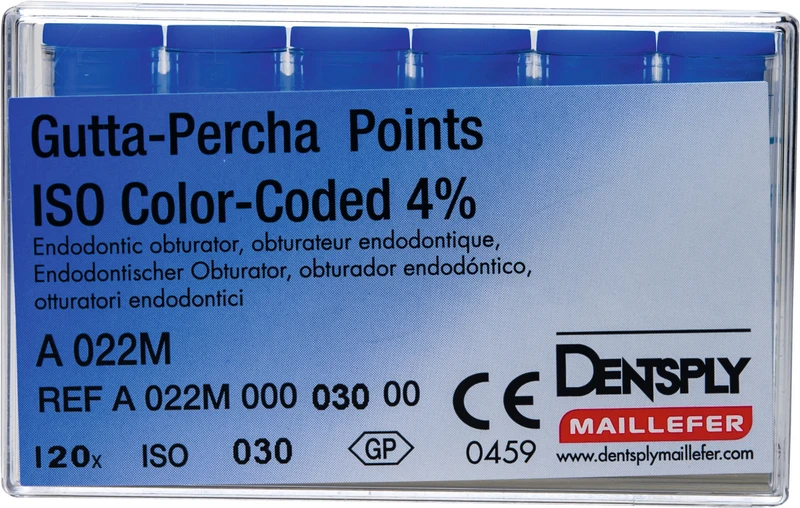 Gutta-Percha Points
ISO Color-Coded 4%
Endodontic obturator, obturateur endodontique,
Endodontischer Obturator, obturador endodóntico,
otturatori endodontici
A 022M
REF A 022M 000 030 00
120x ISO 030 GP
CE 0459
DENTSPLY
MAILLEFER
www.dentsplymaillefer.com